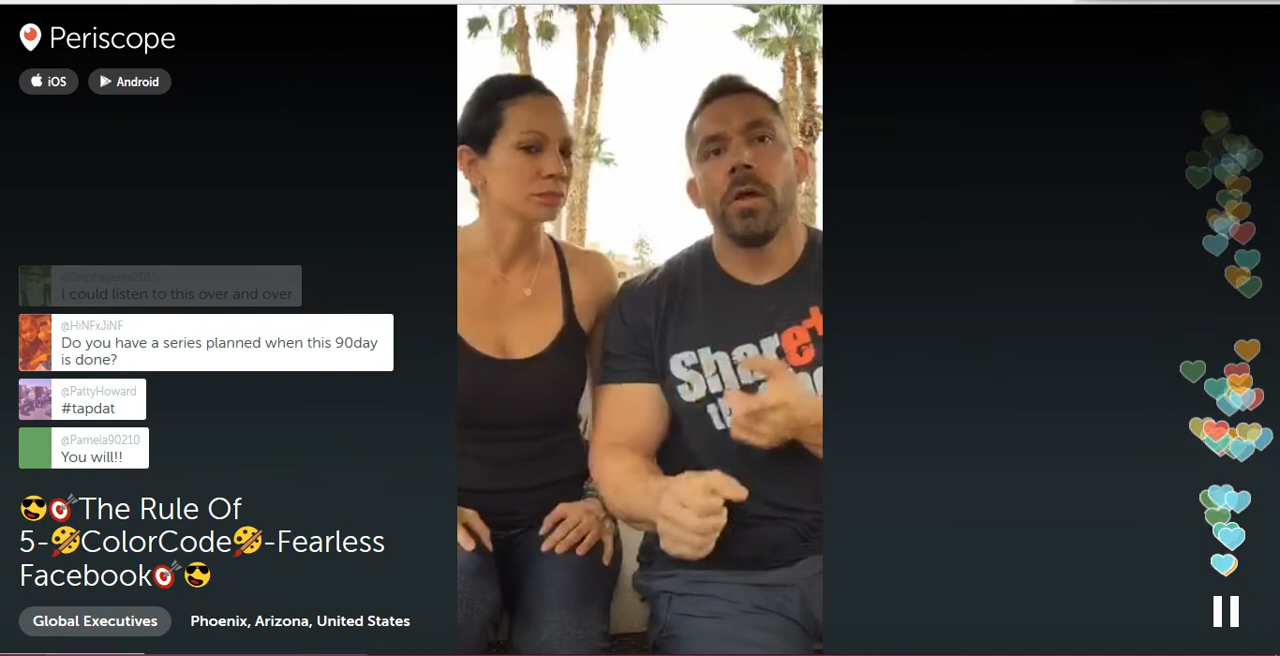 Periscope
iOS
Android
@Stephadenise2015
I could listen to this over and over
@HiNFxJiNF
Do you have a series planned when this 90day
is done?
@PattyHoward
#tapdat
@Pamela90210
You will!!
😎🎯The Rule Of
5-🎨ColorCode🎨-Fearless
Facebook🎯😎
Global Executives
Phoenix, Arizona, United States
Share